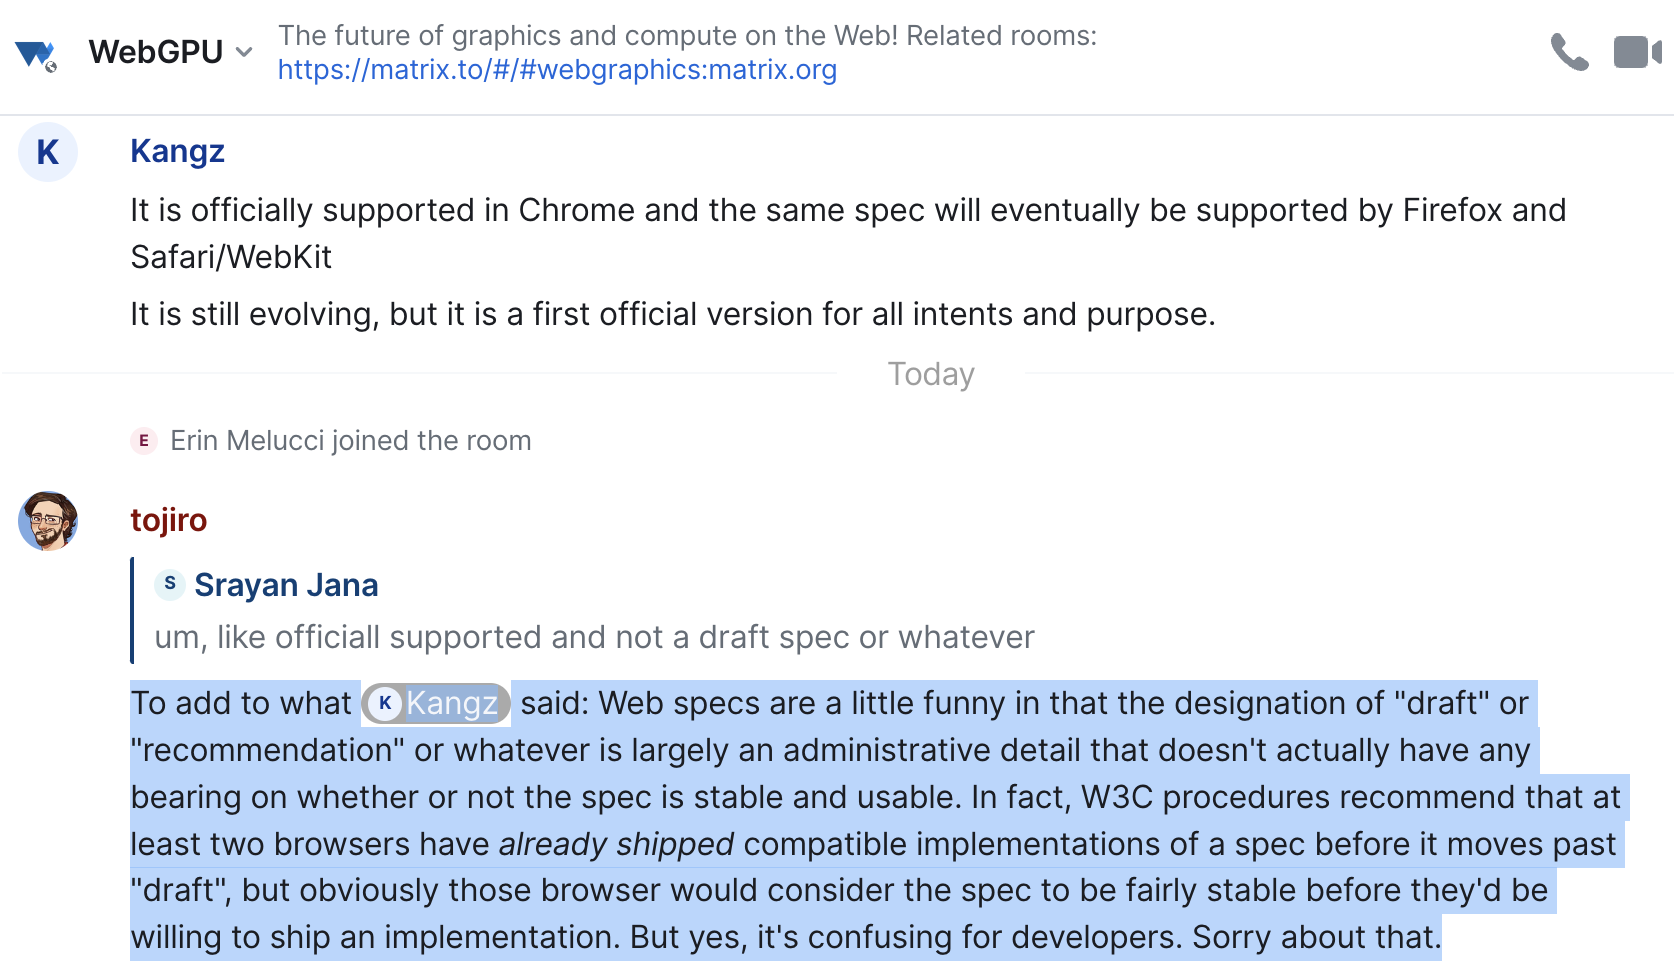 WebGPU
The future of graphics and compute on the Web! Related rooms:
https://matrix.to/#/#webgraphics:matrix.org
K
Kangz
It is officially supported in Chrome and the same spec will eventually be supported by Firefox and
Safari/WebKit
It is still evolving, but it is a first official version for all intents and purpose.
Today
E Erin Melucci joined the room
tojiro
S Srayan Jana
um, like officiall supported and not a draft spec or whatever
To add to what K Kangz said: Web specs are a little funny in that the designation of "draft" or
"recommendation" or whatever is largely an administrative detail that doesn't actually have any
bearing on whether or not the spec is stable and usable. In fact, W3C procedures recommend that at
least two browsers have already shipped compatible implementations of a spec before it moves past
"draft", but obviously those browser would consider the spec to be fairly stable before they'd be
willing to ship an implementation. But yes, it's confusing for developers. Sorry about that.